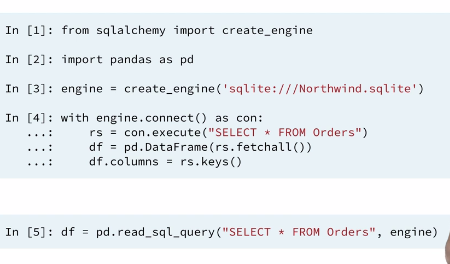 In [1]: from sqlalchemy import create_engine
In [2]: import pandas as pd
In [3]: engine = create_engine('sqlite:///Northwind.sqlite')
In [4]: with engine.connect() as con:
   ...:     rs = con.execute("SELECT * FROM Orders")
   ...:     df = pd.DataFrame(rs.fetchall())
   ...:     df.columns = rs.keys()
In [5]: df = pd.read_sql_query("SELECT * FROM Orders", engine)